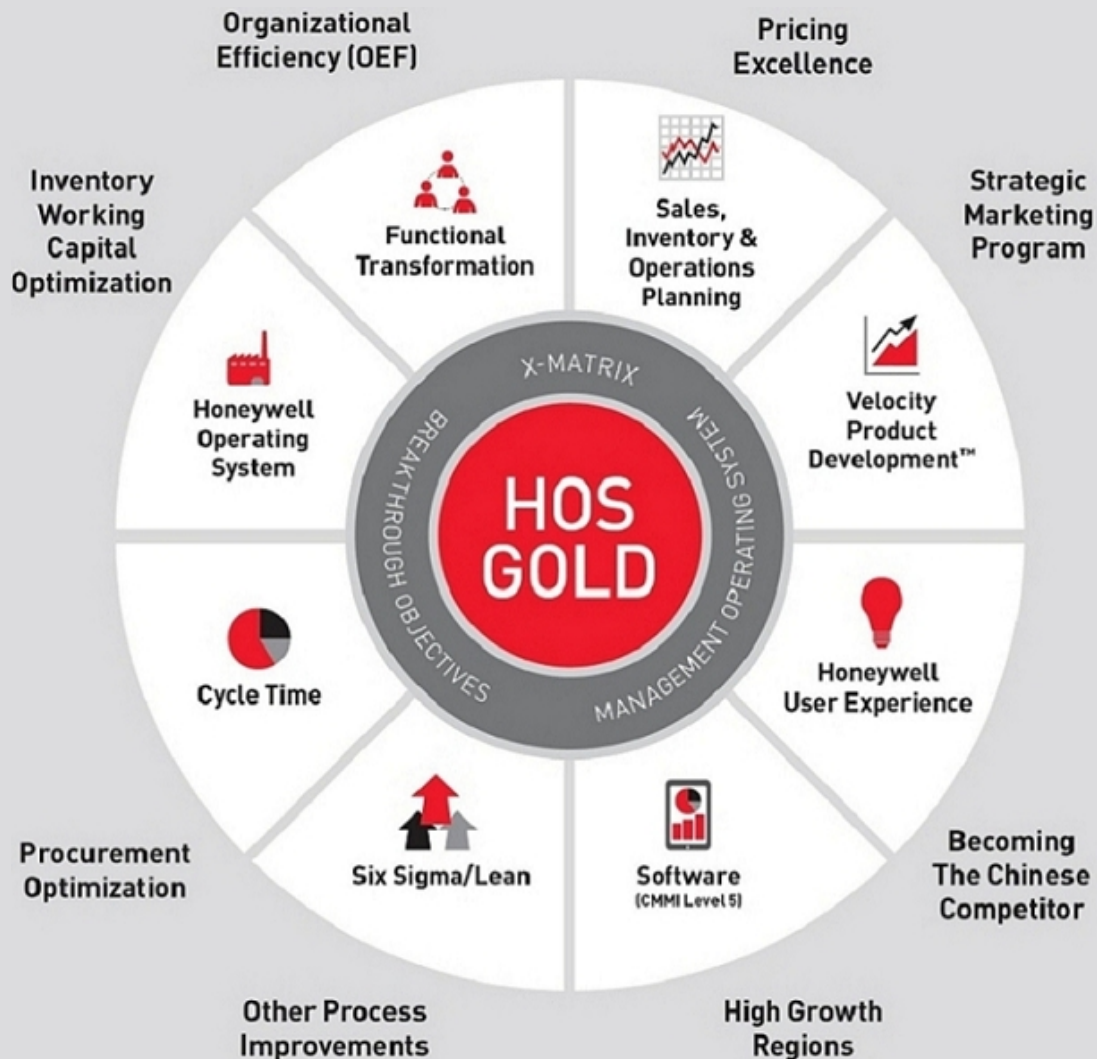 Organizational
Efficiency (OEF)
Pricing
Excellence
Inventory
Working
Capital
Optimization
Strategic
Marketing
Program
Functional
Transformation
Sales,
Inventory &
Operations
Planning
Honeywell
Operating
System
Velocity
Product
Development™
X-MATRIX
BREAKTHROUGH OBJECTIVES
MANAGEMENT OPERATING SYSTEM
HOS
GOLD
Cycle Time
Honeywell
User Experience
Six Sigma/Lean
Software
(CMMI Level 5)
Procurement
Optimization
Becoming
The Chinese
Competitor
Other Process
Improvements
High Growth
Regions